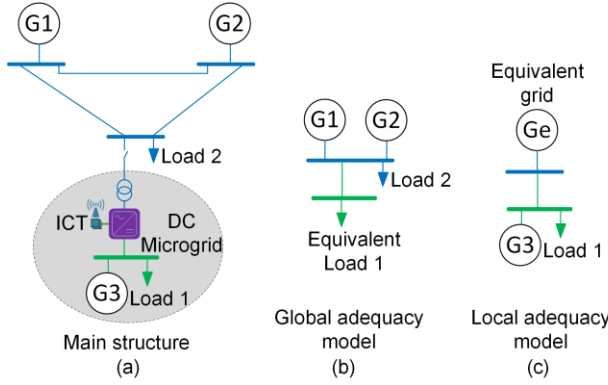 G1
G2
Load 2
ICT
DC
Microgrid
G3
Load 1
Main structure
(a)
G1
G2
Load 2
Equivalent
Load 1
Global adequacy
model
(b)
Equivalent
grid
Ge
G3
Load 1
Local adequacy
model
(c)